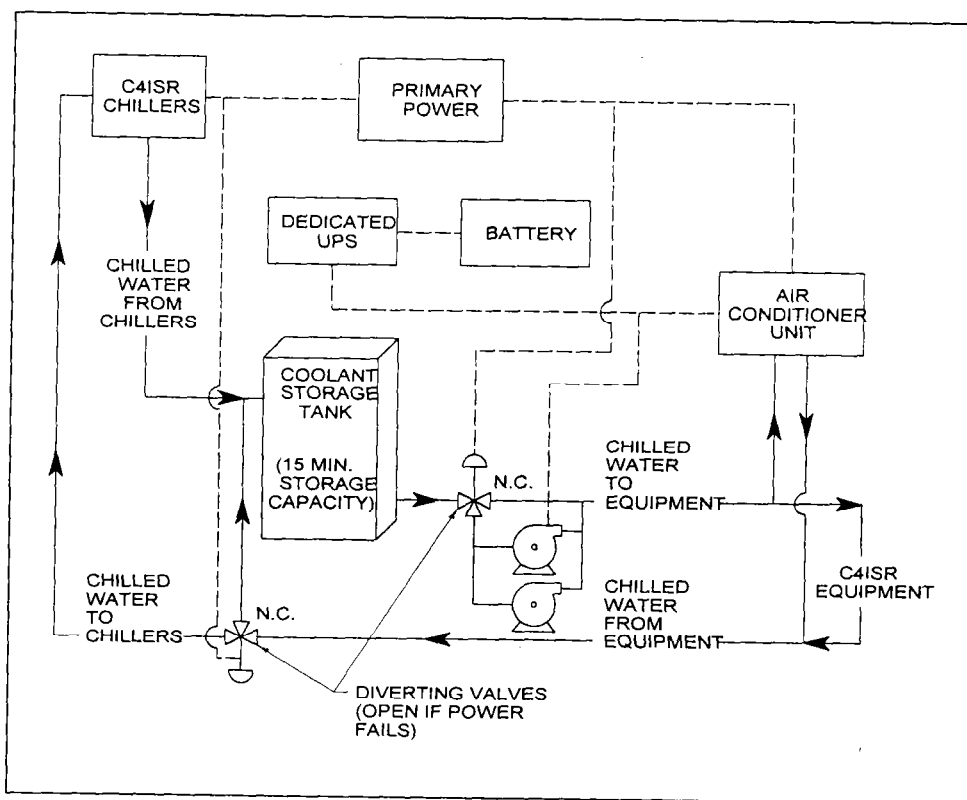 C4ISR
CHILLERS
PRIMARY
POWER
DEDICATED
UPS
BATTERY
CHILLED
WATER
FROM
CHILLERS
AIR
CONDITIONER
UNIT
COOLANT
STORAGE
TANK
(15 MIN.
STORAGE
CAPACITY)
N.C.
CHILLED
WATER
TO
EQUIPMENT
C4ISR
EQUIPMENT
CHILLED
WATER
TO
CHILLERS
N.C.
CHILLED
WATER
FROM
EQUIPMENT
DIVERTING VALVES
(OPEN IF POWER
FAILS)